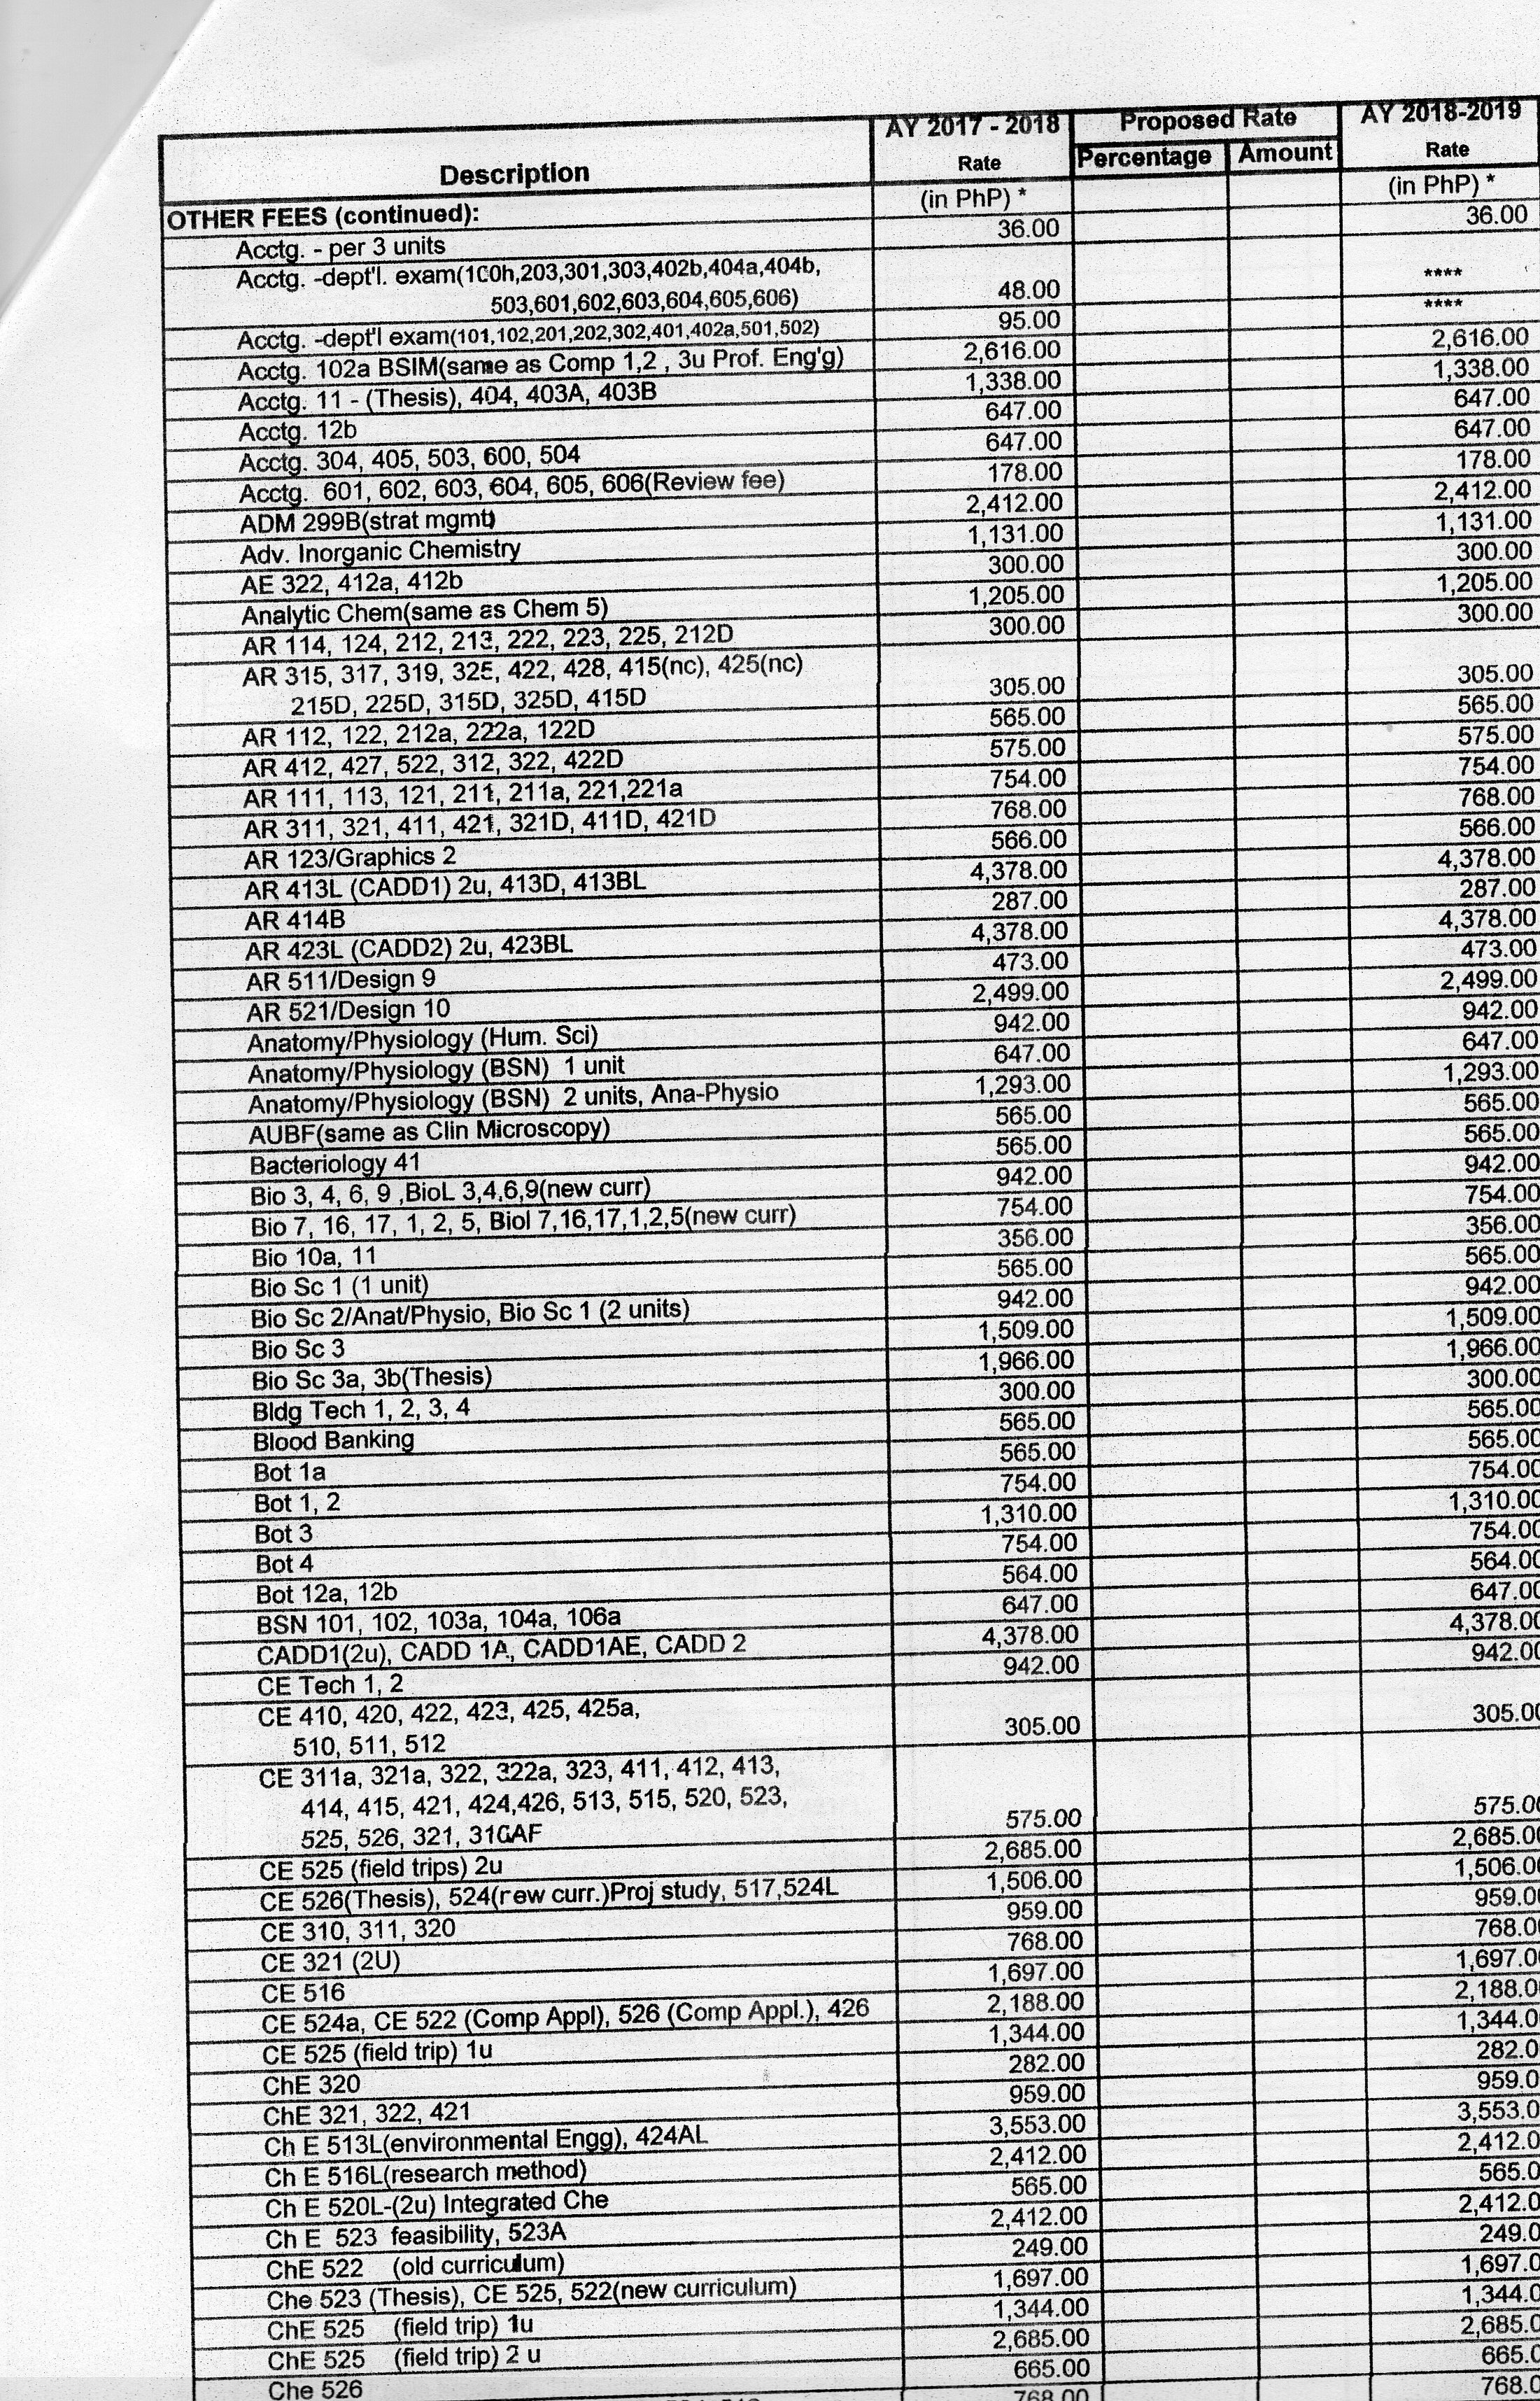 Description AY 2017 - 2018 Proposed Rate AY 2018-2019
Rate Percentage Amount Rate
OTHER FEES (continued): (in PhP) * (in PhP) *
Acctg. - per 3 units 36.00 36.00
Acctg. -dept'l. exam(100h,203,301,303,402b,404a,404b,
503,601,602,603,604,605,606) 48.00 ****
Acctg. -dept'l exam(101,102,201,202,302,401,402a,501,502) 95.00 ****
Acctg. 102a BSIM(same as Comp 1,2 , 3u Prof. Eng'g) 2,616.00 2,616.00
Acctg. 11 - (Thesis), 404, 403A, 403B 1,338.00 1,338.00
Acctg. 12b 647.00 647.00
Acctg. 304, 405, 503, 600, 504 647.00 647.00
Acctg. 601, 602, 603, 604, 605, 606(Review fee) 178.00 178.00
ADM 299B(strat mgmt) 2,412.00 2,412.00
Adv. Inorganic Chemistry 1,131.00 1,131.00
AE 322, 412a, 412b 300.00 300.00
Analytic Chem(same as Chem 5) 1,205.00 1,205.00
AR 114, 124, 212, 213, 222, 223, 225, 212D 300.00 300.00
AR 315, 317, 319, 325, 422, 428, 415(nc), 425(nc)
215D, 225D, 315D, 325D, 415D 305.00 305.00
AR 112, 122, 212a, 222a, 122D 565.00 565.00
AR 412, 427, 522, 312, 322, 422D 575.00 575.00
AR 111, 113, 121, 211, 211a, 221,221a 754.00 754.00
AR 311, 321, 411, 421, 321D, 411D, 421D 768.00 768.00
AR 123/Graphics 2 566.00 566.00
AR 413L (CADD1) 2u, 413D, 413BL 4,378.00 4,378.00
AR 414B 287.00 287.00
AR 423L (CADD2) 2u, 423BL 4,378.00 4,378.00
AR 511/Design 9 473.00 473.00
AR 521/Design 10 2,499.00 2,499.00
Anatomy/Physiology (Hum. Sci) 942.00 942.00
Anatomy/Physiology (BSN) 1 unit 647.00 647.00
Anatomy/Physiology (BSN) 2 units, Ana-Physio 1,293.00 1,293.00
AUBF(same as Clin Microscopy) 565.00 565.00
Bacteriology 41 565.00 565.00
Bio 3, 4, 6, 9 ,BioL 3,4,6,9(new curr) 942.00 942.00
Bio 7, 16, 17, 1, 2, 5, Biol 7,16,17,1,2,5(new curr) 754.00 754.00
Bio 10a, 11 356.00 356.00
Bio Sc 1 (1 unit) 565.00 565.00
Bio Sc 2/Anat/Physio, Bio Sc 1 (2 units) 942.00 942.00
Bio Sc 3 1,509.00 1,509.00
Bio Sc 3a, 3b(Thesis) 1,966.00 1,966.00
Bldg Tech 1, 2, 3, 4 300.00 300.00
Blood Banking 565.00 565.00
Bot 1a 565.00 565.00
Bot 1, 2 754.00 754.00
Bot 3 1,310.00 1,310.00
Bot 4 754.00 754.00
Bot 12a, 12b 564.00 564.00
BSN 101, 102, 103a, 104a, 106a 647.00 647.00
CADD1(2u), CADD 1A, CADD1AE, CADD 2 4,378.00 4,378.00
CE Tech 1, 2 942.00 942.00
CE 410, 420, 422, 423, 425, 425a,
510, 511, 512 305.00 305.00
CE 311a, 321a, 322, 322a, 323, 411, 412, 413,
414, 415, 421, 424,426, 513, 515, 520, 523,
525, 526, 321, 310AF 575.00 575.00
CE 525 (field trips) 2u 2,685.00 2,685.00
CE 526(Thesis), 524(new curr.)Proj study, 517,524L 1,506.00 1,506.00
CE 310, 311, 320 959.00 959.0
CE 321 (2U) 768.00 768.0
CE 516 1,697.00 1,697.0
CE 524a, CE 522 (Comp Appl), 526 (Comp Appl.), 426 2,188.00 2,188.0
CE 525 (field trip) 1u 1,344.00 1,344.0
ChE 320 282.00 282.0
ChE 321, 322, 421 959.00 959.0
Ch E 513L(environmental Engg), 424AL 3,553.00 3,553.0
Ch E 516L(research method) 2,412.00 2,412.0
Ch E 520L-(2u) Integrated Che 565.00 565.0
Ch E 523 feasibility, 523A 2,412.00 2,412.0
ChE 522 (old curriculum) 249.00 249.0
Che 523 (Thesis), CE 525, 522(new curriculum) 1,697.00 1,697.0
ChE 525 (field trip) 1u 1,344.00 1,344.0
ChE 525 (field trip) 2 u 2,685.00 2,685.0
Che 526 665.00 665.0
768.00 768.0